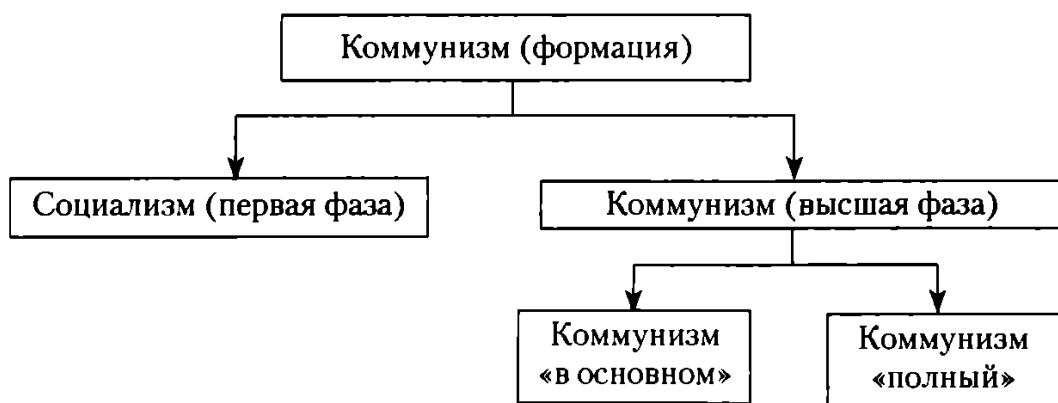 Коммунизм (формация)
Социализм (первая фаза)
Коммунизм (высшая фаза)
Коммунизм
«в основном»
Коммунизм
«полный»